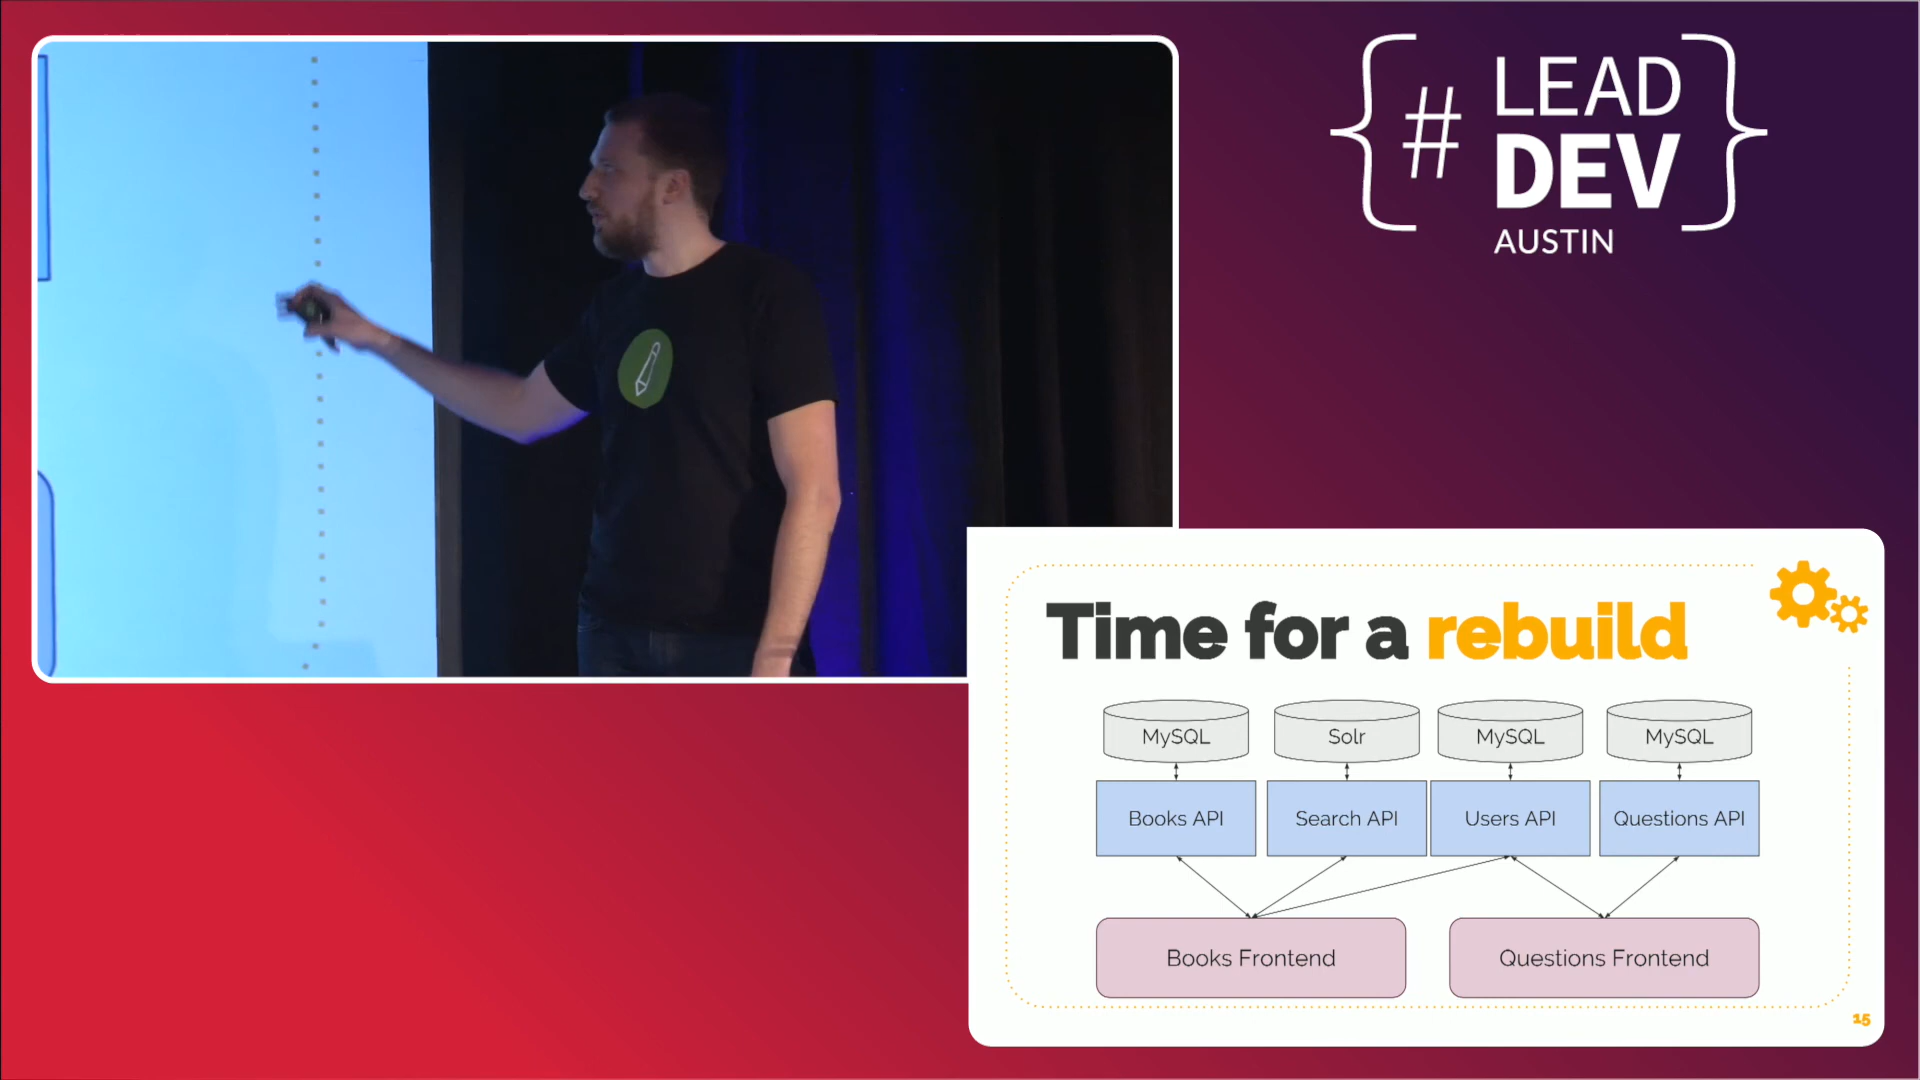 # LEAD
DEV
AUSTIN
Time for a rebuild
MySQL Solr MySQL MySQL
Books API Search API Users API Questions API
Books Frontend Questions Frontend
15